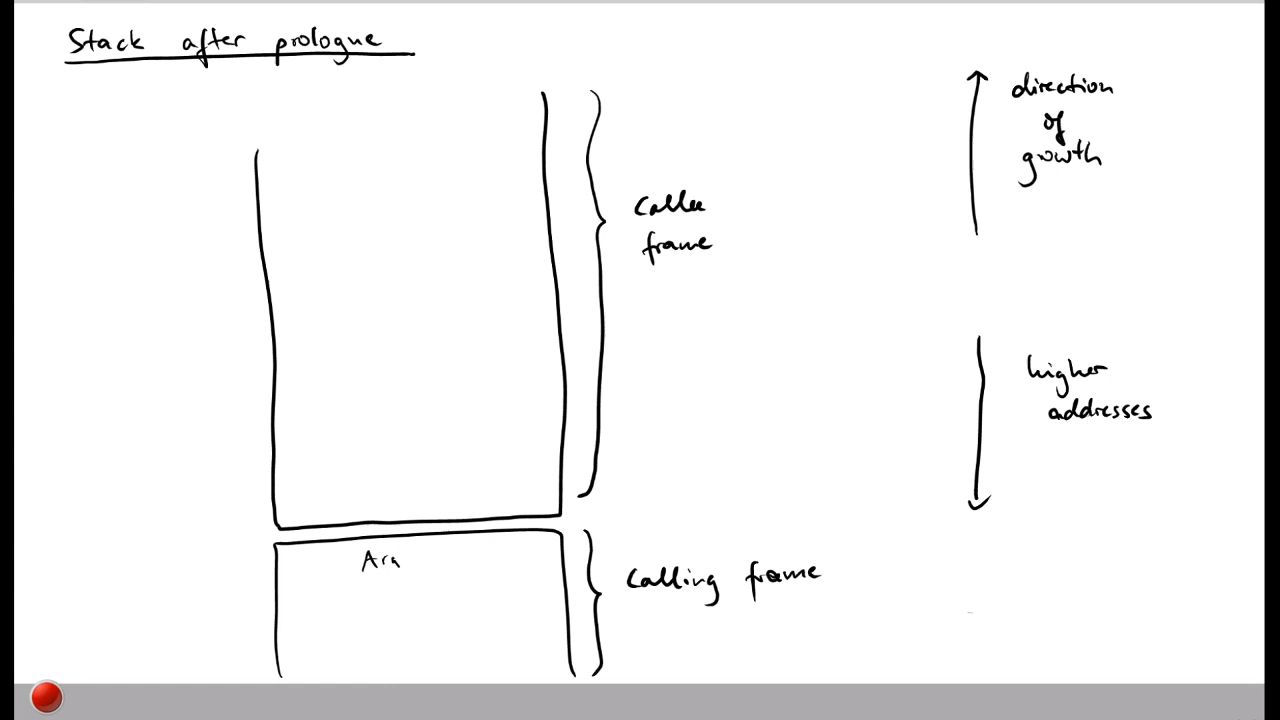 Stack after prologue
direction
of
growth
Callee
frame
higher
addresses
Arg
Calling frame